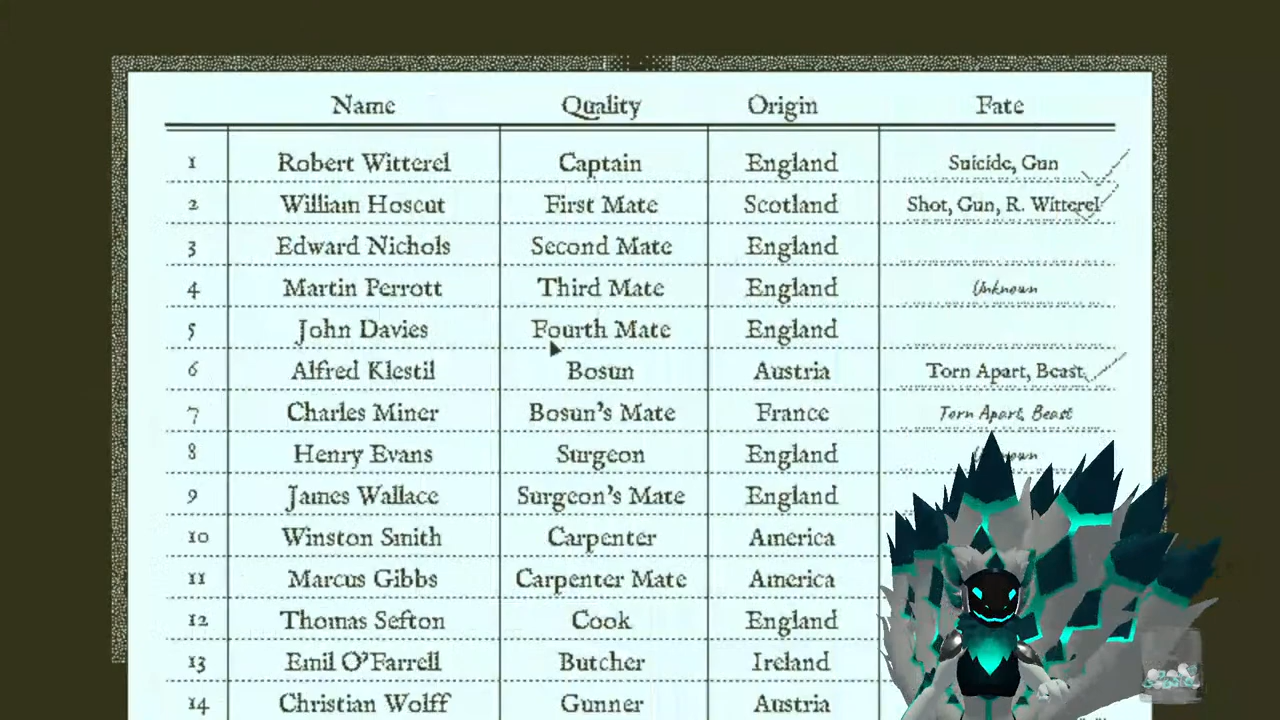 Name Quality Origin Fate
1 Robert Witterel Captain England Suicide, Gun
2 William Hoscut First Mate Scotland Shot, Gun, R. Witterel
3 Edward Nichols Second Mate England
4 Martin Perrott Third Mate England Unknown
5 John Davies Fourth Mate England
6 Alfred Klestil Bosun Austria Torn Apart, Beast
7 Charles Miner Bosun's Mate France Torn Apart, Beast
8 Henry Evans Surgeon England
9 James Wallace Surgeon's Mate England
10 Winston Smith Carpenter America
11 Marcus Gibbs Carpenter Mate America
12 Thomas Sefton Cook England
13 Emil O'Farrell Butcher Ireland
14 Christian Wolff Gunner Austria